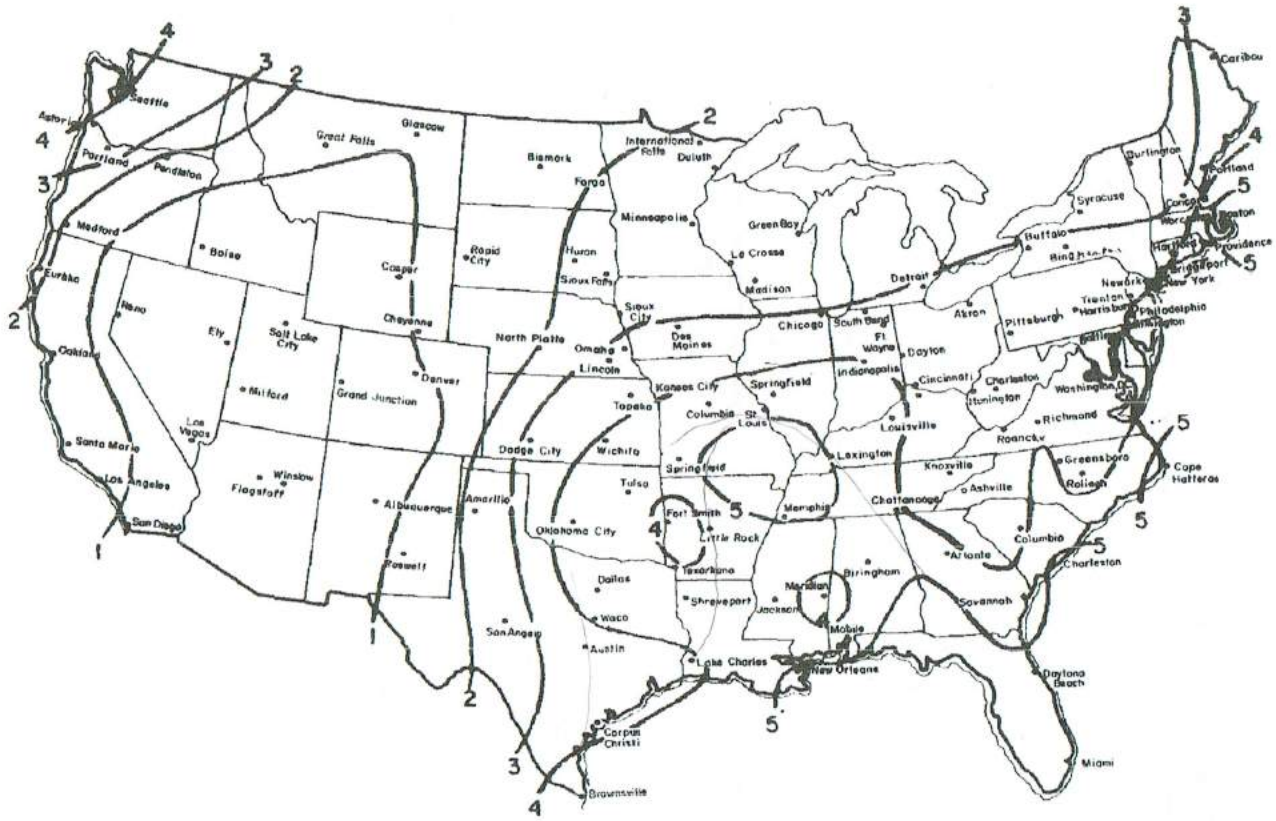 3
4
Caribou
3
2
Seattle
Astoria
4
Glascow
Great Falls
2
International
Falls
Duluth
Burlington
4
Portland
Portland
3
Pendleton
Bismark
Fargo
5
Syracuse
Boston
Medford
Minneapolis
Green Bay
Buffalo
Providence
Hartford
5
Boise
Rapid
City
Huron
La Crosse
Bridgeport
New York
Newark
Eureka
Casper
Sioux Falls
Madison
Detroit
Trenton
Harrisburg
Philadelphia
2
Reno
Ely
Salt Lake
City
Cheyenne
North Platte
Sioux
City
Des
Moines
Chicago
South Bend
Ft
Wayne
Akron
Pittsburgh
Oakland
Omaha
Lincoln
Dayton
Indianapolis
Milford
Grand Junction
Denver
Kansas City
Springfield
Cincinnati
Charleston
Hunington
Washington, D.C.
Topeka
Columbia
St.
Louis
Louisville
Richmond
Roanoke
Las
Vegas
Santa Maria
Dodge City
Wichita
Springfield
Lexington
Knoxville
Greensboro
Raliegh
5
Cape
Hatteras
Los Angeles
Winslow
Flagstaff
Tulsa
Ashville
Albuquerque
Amarillo
Oklahoma City
4
Fort Smith
5
Memphis
Chattanooga
5
San Diego
1
Little Rock
Columbia
5
Charleston
Roswell
Texarkana
Atlanta
Biringham
Dallas
Shreveport
Meridian
Jackson
Savannah
1
San Angelo
Waco
4
Mobile
Austin
Lake Charles
New Orleans
Daytona
Beach
2
5
Corpus
Christi
3
Miami
4
Brownsville